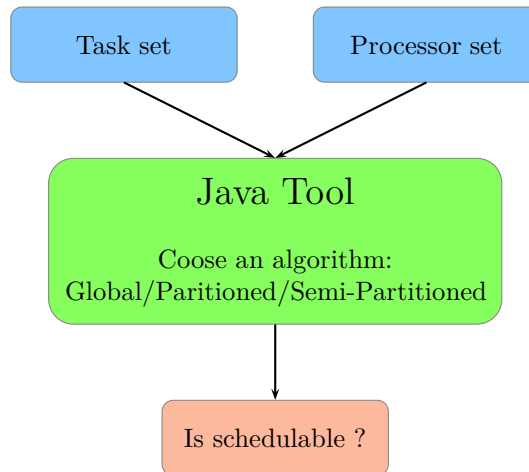 Task set
Processor set
Java Tool
Coose an algorithm:
Global/Paritioned/Semi-Partitioned
Is schedulable ?